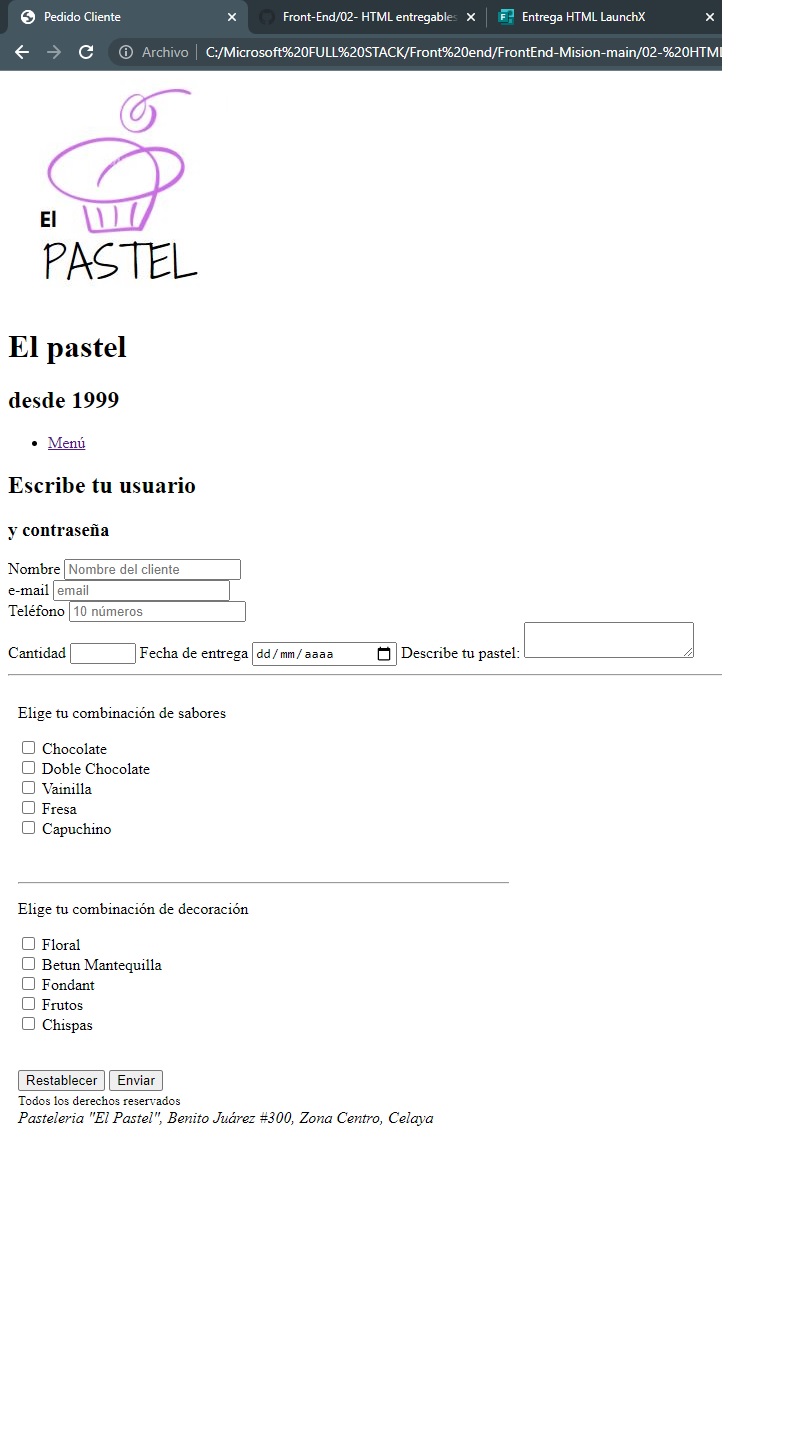 Pedido Cliente
Front-End/02- HTML entregables
Entrega HTML LaunchX
Archivo
C:/Microsoft%20FULL%20STACK/Front%20end/FrontEnd-Mision-main/02-%20HTML
El
PASTEL
El pastel
desde 1999
Menú
Escribe tu usuario
y contraseña
Nombre Nombre del cliente
e-mail email
Teléfono 10 números
Cantidad Fecha de entrega dd/mm/aaaa Describe tu pastel:
Elige tu combinación de sabores
Chocolate
Doble Chocolate
Vainilla
Fresa
Capuchino
Elige tu combinación de decoración
Floral
Betun Mantequilla
Fondant
Frutos
Chispas
Restablecer Enviar
Todos los derechos reservados
Pasteleria "El Pastel", Benito Juárez #300, Zona Centro, Celaya